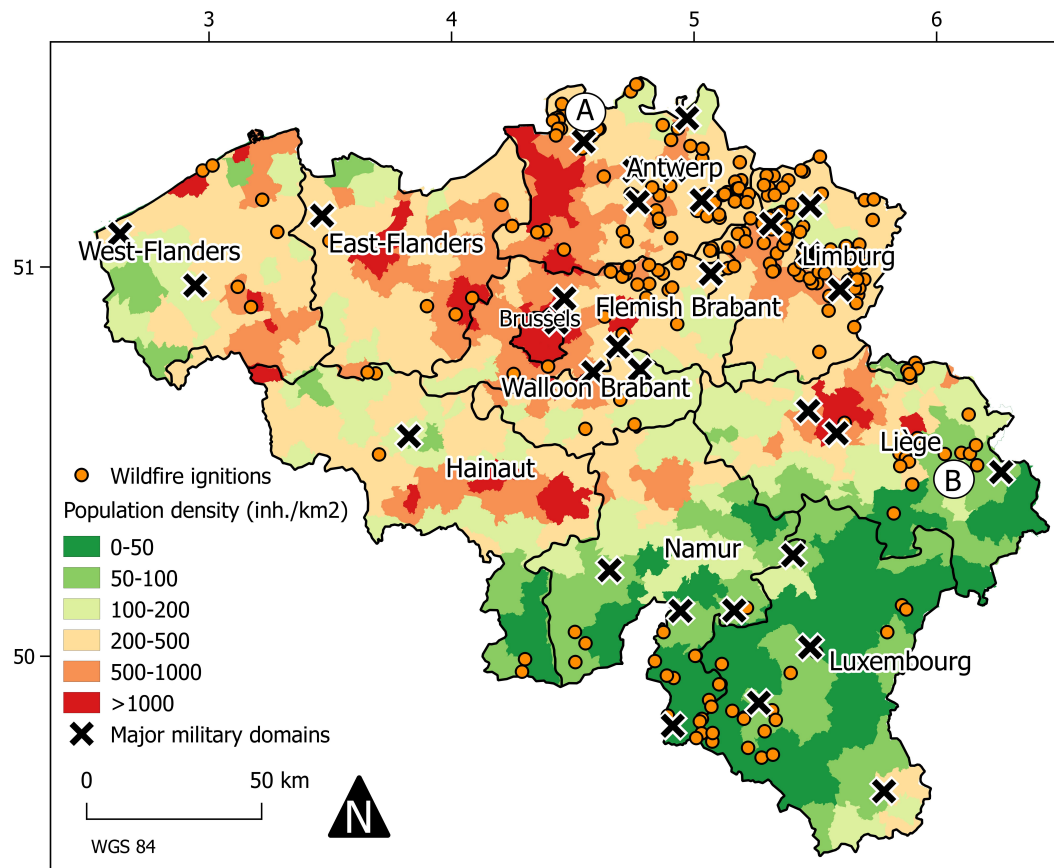 3 4 5 6
A
Antwerp
51
West-Flanders
East-Flanders
Limburg
Flemish Brabant
Brussels
Walloon Brabant
Liège
Hainaut
B
Wildfire ignitions
Population density (inh./km2)
0-50
50-100
100-200
200-500
500-1000
>1000
Major military domains
Namur
50
Luxembourg
0 50 km
N
WGS 84